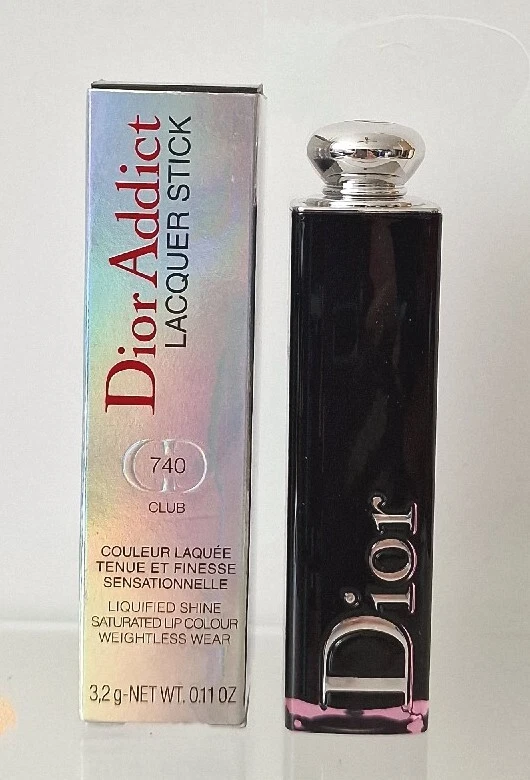 Dior Addict
LACQUER STICK
740
CLUB
COULEUR LAQUÉE
TENUE ET FINESSE
SENSATIONNELLE
LIQUIFIED SHINE
SATURATED LIP COLOUR
WEIGHTLESS WEAR
3,2 g-NET WT. 0.11 OZ
Dior